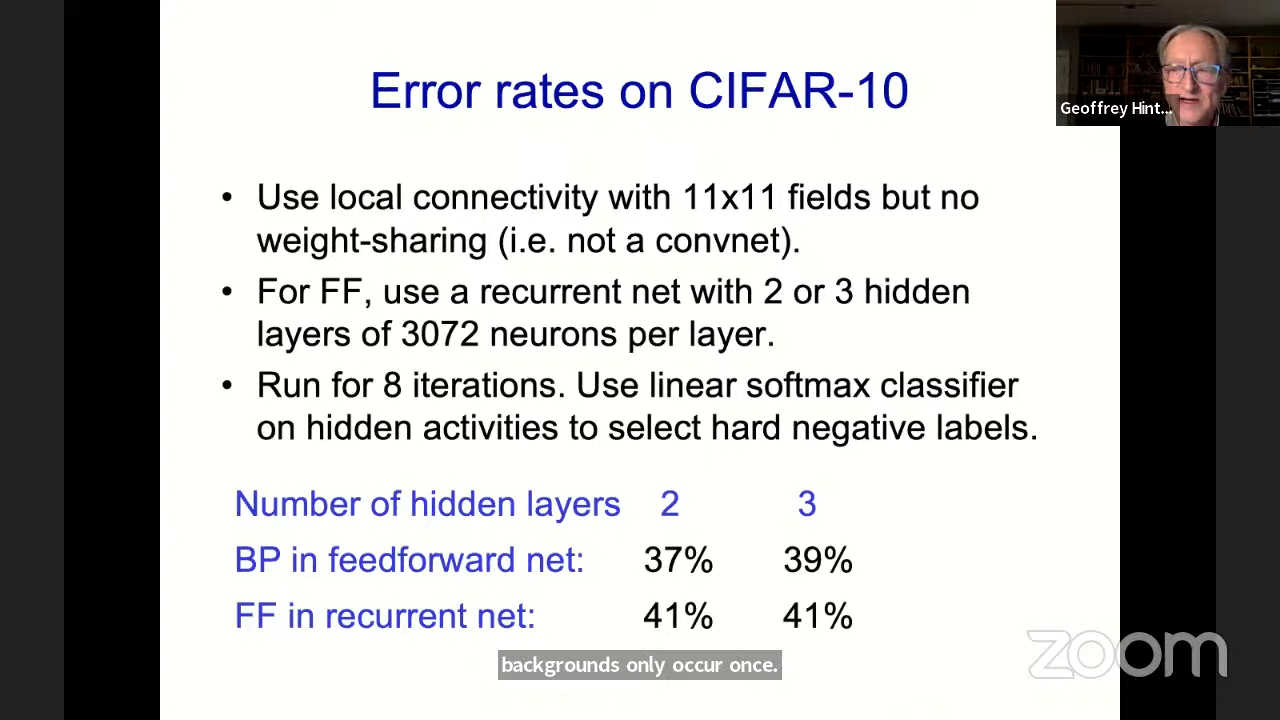 Error rates on CIFAR-10
Geoffrey Hint...
• Use local connectivity with 11x11 fields but no
weight-sharing (i.e. not a convnet).
• For FF, use a recurrent net with 2 or 3 hidden
layers of 3072 neurons per layer.
• Run for 8 iterations. Use linear softmax classifier
on hidden activities to select hard negative labels.
Number of hidden layers 2 3
BP in feedforward net: 37% 39%
FF in recurrent net: 41% 41%
backgrounds only occur once.
zoom